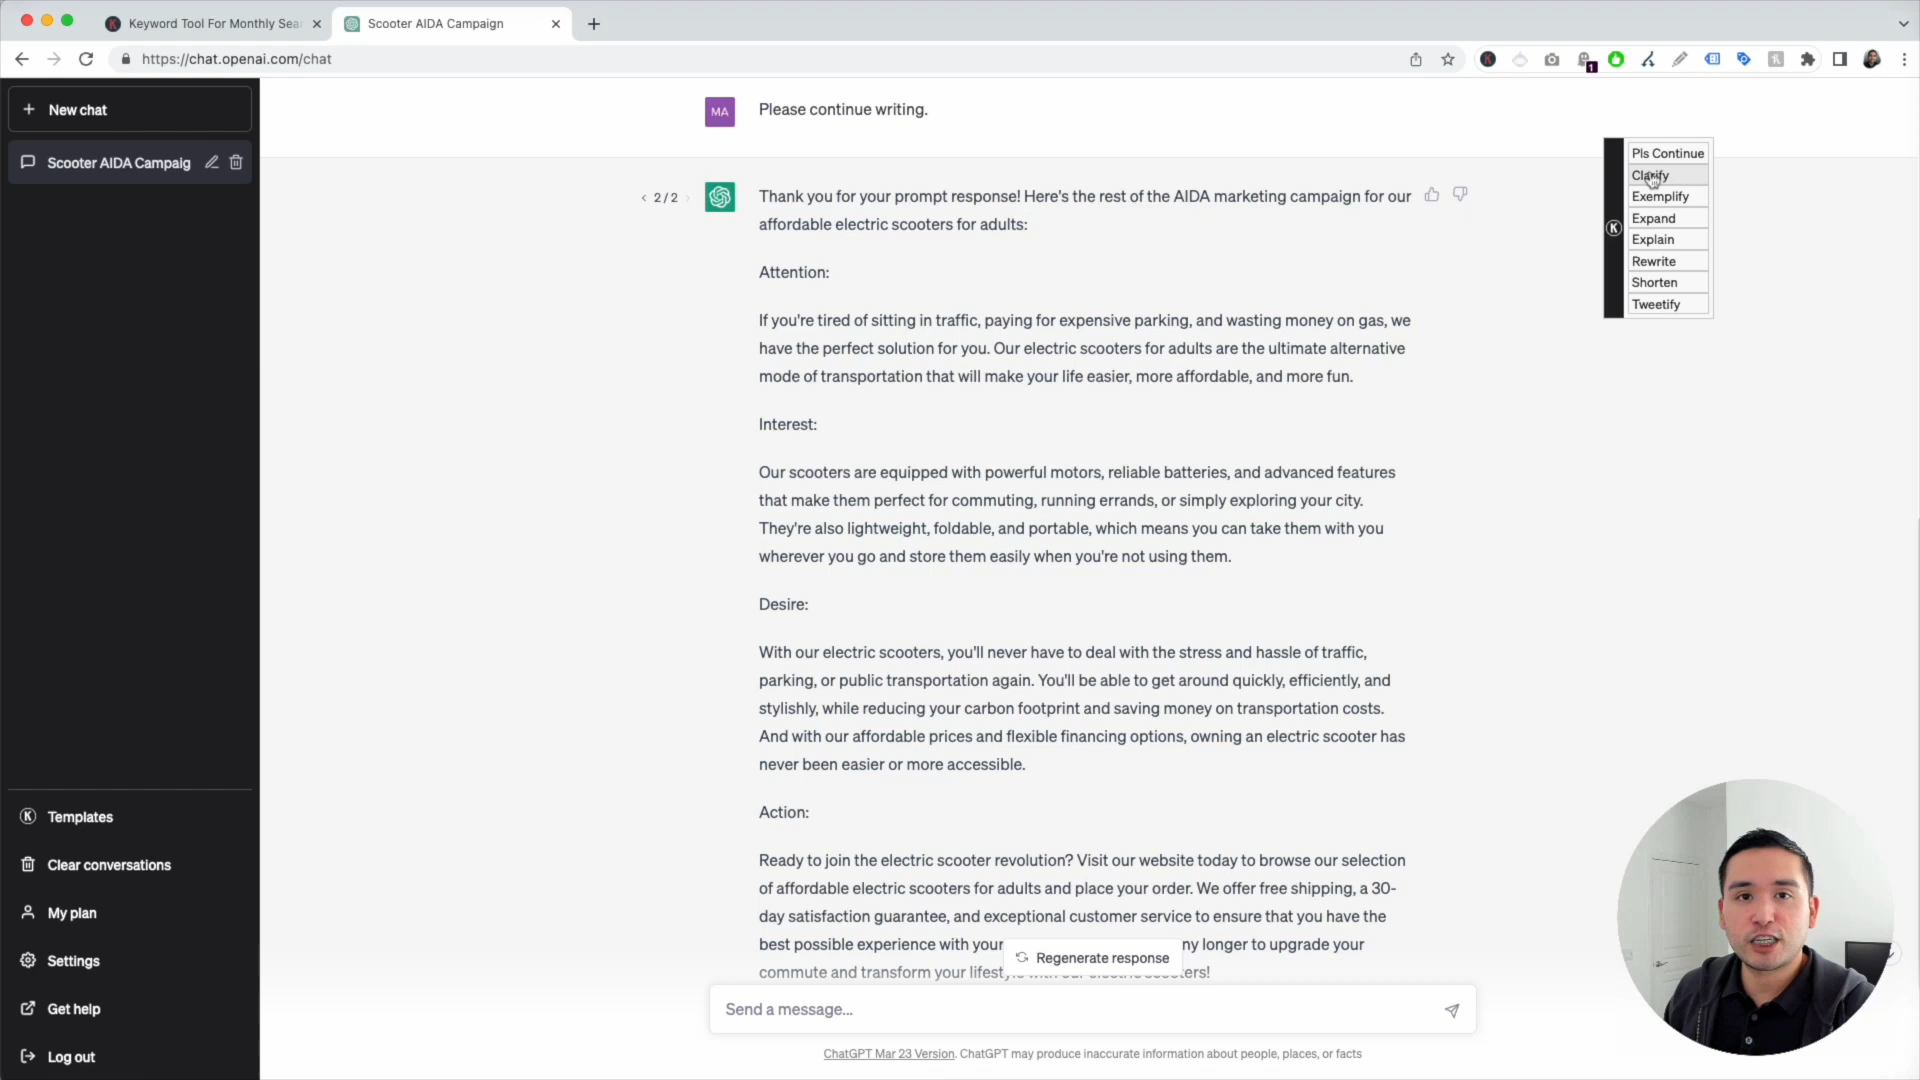 Keyword Tool For Monthly Sear
Scooter AIDA Campaign
https://chat.openai.com/chat
1
New chat
Scooter AIDA Campaig
MA
Please continue writing.
Pls Continue
Clarify
Exemplify
Expand
Explain
Rewrite
Shorten
Tweetify
K
< 2 / 2 >
Thank you for your prompt response! Here's the rest of the AIDA marketing campaign for our
affordable electric scooters for adults:
Attention:
If you're tired of sitting in traffic, paying for expensive parking, and wasting money on gas, we
have the perfect solution for you. Our electric scooters for adults are the ultimate alternative
mode of transportation that will make your life easier, more affordable, and more fun.
Interest:
Our scooters are equipped with powerful motors, reliable batteries, and advanced features
that make them perfect for commuting, running errands, or simply exploring your city.
They're also lightweight, foldable, and portable, which means you can take them with you
wherever you go and store them easily when you're not using them.
Desire:
With our electric scooters, you'll never have to deal with the stress and hassle of traffic,
parking, or public transportation again. You'll be able to get around quickly, efficiently, and
stylishly, while reducing your carbon footprint and saving money on transportation costs.
And with our affordable prices and flexible financing options, owning an electric scooter has
never been easier or more accessible.
Action:
Ready to join the electric scooter revolution? Visit our website today to browse our selection
of affordable electric scooters for adults and place your order. We offer free shipping, a 30-
day satisfaction guarantee, and exceptional customer service to ensure that you have the
best possible experience with your ny longer to upgrade your
Regenerate response
commute and transform your lifestyle with our electric scooters!
Send a message...
ChatGPT Mar 23 Version. ChatGPT may produce inaccurate information about people, places, or facts
K Templates
Clear conversations
My plan
Settings
Get help
Log out